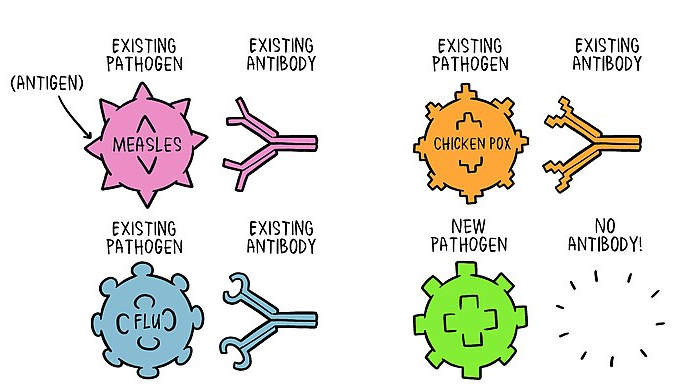 EXISTING
PATHOGEN
EXISTING
ANTIBODY
(ANTIGEN)
MEASLES
EXISTING
PATHOGEN
EXISTING
ANTIBODY
CHICKEN POX
EXISTING
PATHOGEN
EXISTING
ANTIBODY
FLU
NEW
PATHOGEN
NO
ANTIBODY!